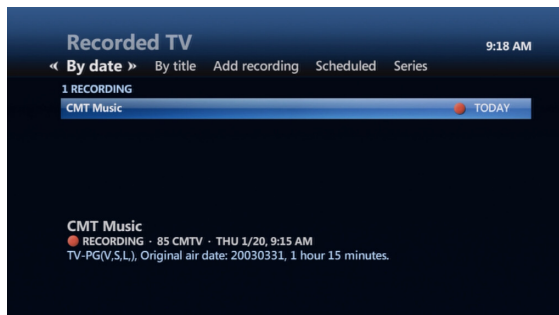 Recorded TV
9:18 AM
« By date » By title Add recording Scheduled Series
1 RECORDING
CMT Music TODAY
CMT Music
RECORDING · 85 CMTV · THU 1/20, 9:15 AM
TV-PG(V,S,L,), Original air date: 20030331, 1 hour 15 minutes.